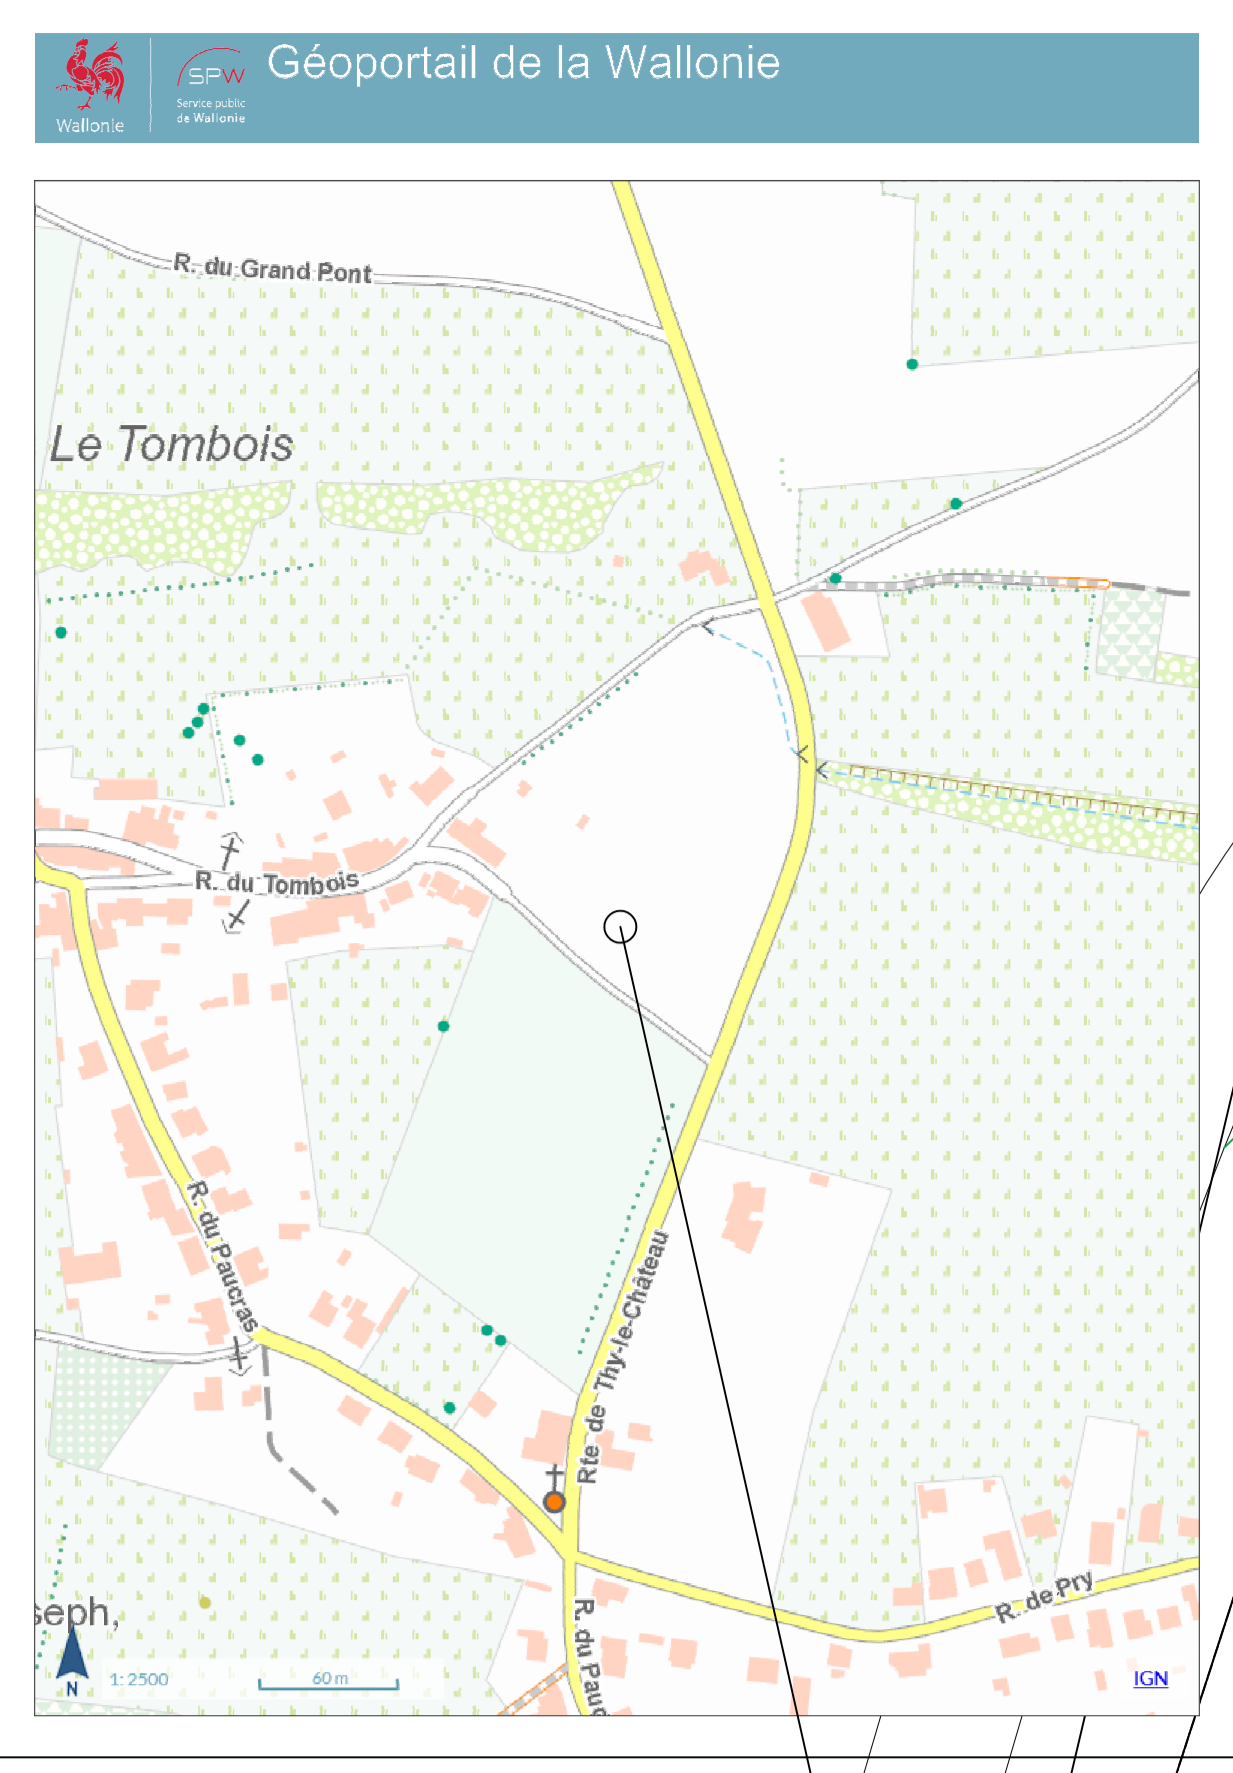 Géoportail de la Wallonie
Wallonie
SPW
Service public
de Wallonie
R. du Grand Pont
Le Tombois
R. du Tombois
R. du Paucras
Rte de Thy-le-Château
R. de Pry
seph,
R. du Pauc
N
1: 2500
60 m
IGN